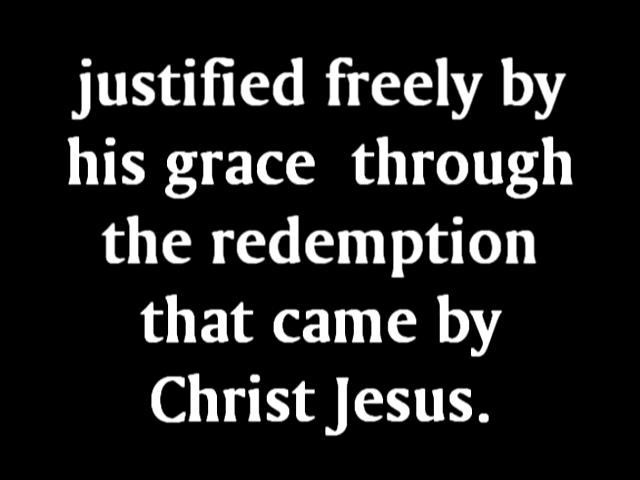 justified freely by
his grace  through
the redemption
that came by
Christ Jesus.